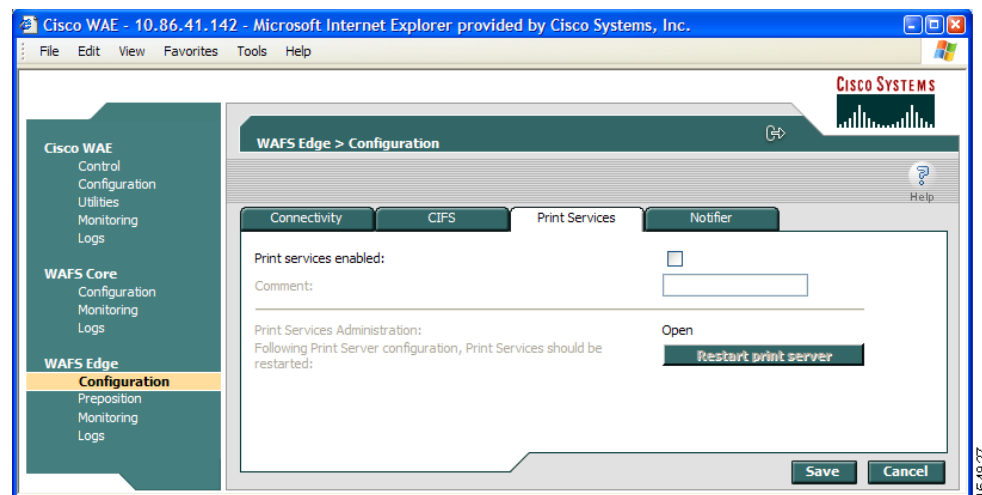 Cisco WAE - 10.86.41.142 - Microsoft Internet Explorer provided by Cisco Systems, Inc.
File Edit View Favorites Tools Help
CISCO SYSTEMS
WAFS Edge > Configuration
Help
Cisco WAE
Control
Configuration
Utilities
Monitoring
Logs
WAFS Core
Configuration
Monitoring
Logs
WAFS Edge
Configuration
Preposition
Monitoring
Logs
Connectivity CIFS Print Services Notifier
Print services enabled:
Comment:
Print Services Administration: Open
Following Print Server configuration, Print Services should be
restarted:
Restart print server
Save Cancel